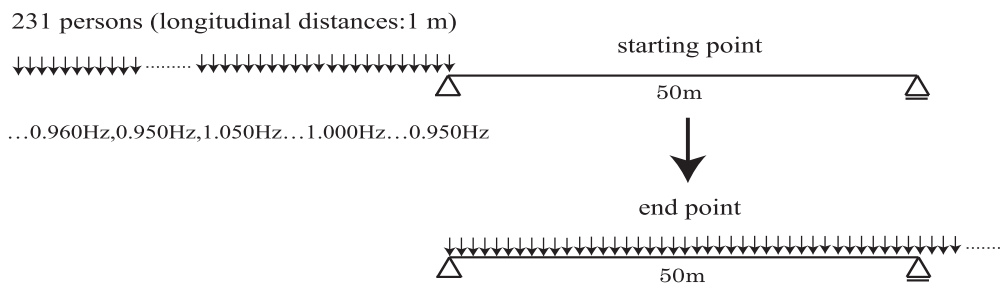 231 persons (longitudinal distances:1 m)
starting point
50m
…0.960Hz,0.950Hz,1.050Hz…1.000Hz…0.950Hz
end point
50m